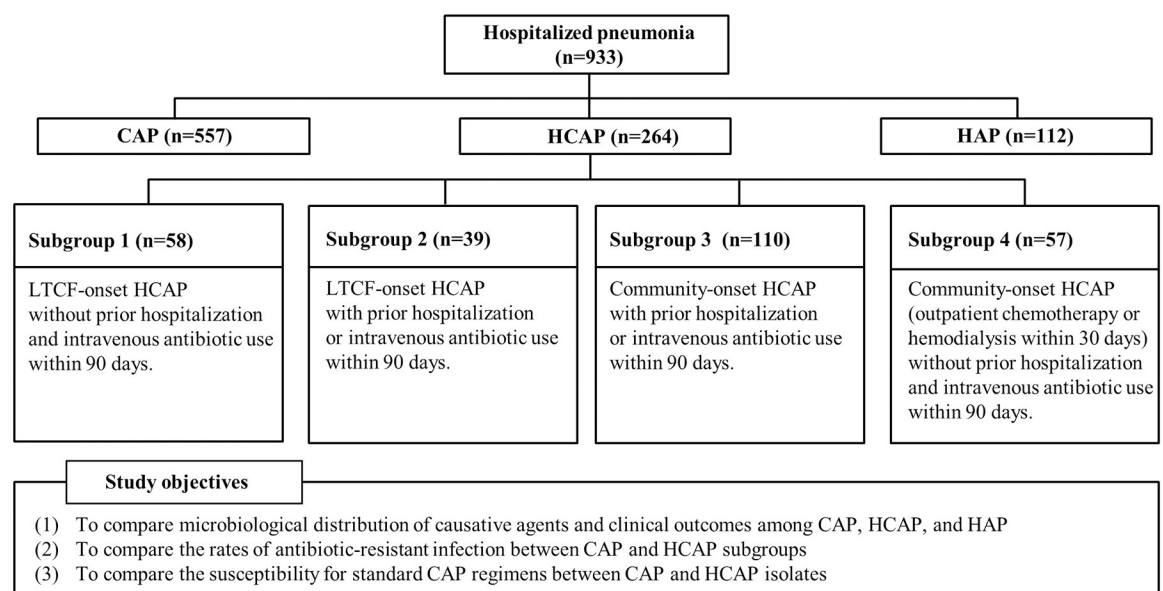 Hospitalized pneumonia
(n=933)
CAP (n=557)
HCAP (n=264)
HAP (n=112)
Subgroup 1 (n=58)
LTCF-onset HCAP
without prior hospitalization
and intravenous antibiotic use
within 90 days.
Subgroup 2 (n=39)
LTCF-onset HCAP
with prior hospitalization
or intravenous antibiotic use
within 90 days.
Subgroup 3 (n=110)
Community-onset HCAP
with prior hospitalization
or intravenous antibiotic use
within 90 days.
Subgroup 4 (n=57)
Community-onset HCAP
(outpatient chemotherapy or
hemodialysis within 30 days)
without prior hospitalization
and intravenous antibiotic use
within 90 days.
Study objectives
(1) To compare microbiological distribution of causative agents and clinical outcomes among CAP, HCAP, and HAP
(2) To compare the rates of antibiotic-resistant infection between CAP and HCAP subgroups
(3) To compare the susceptibility for standard CAP regimens between CAP and HCAP isolates